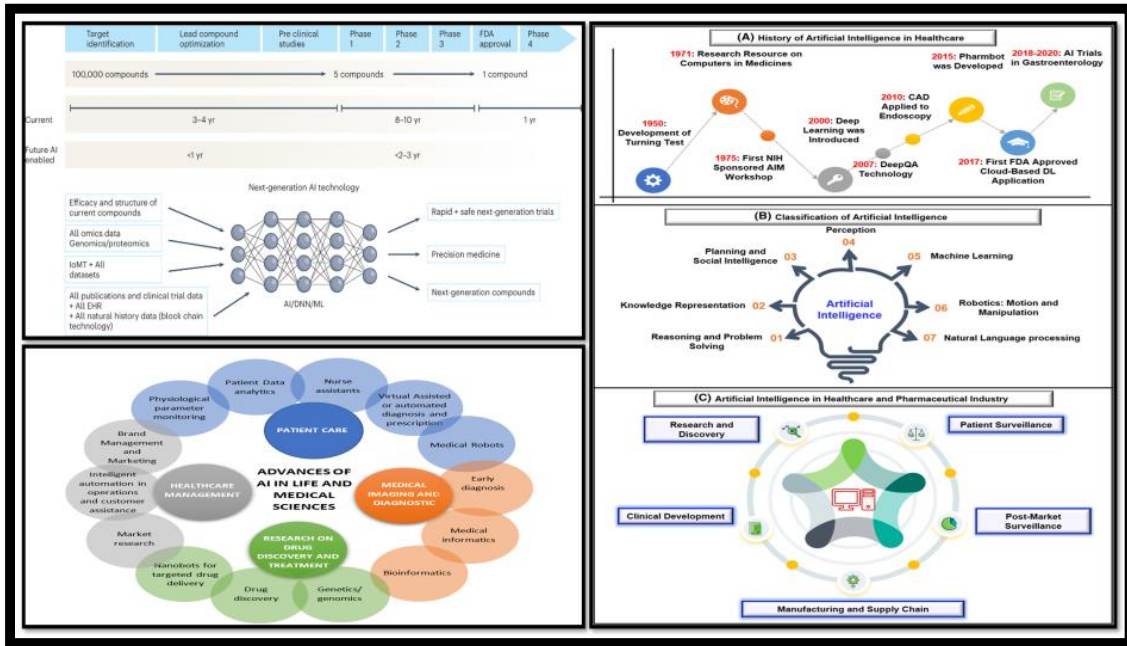 Target identification
Lead compound optimization
Pre clinical studies
Phase 1
Phase 2
Phase 3
FDA approval
Phase 4
100,000 compounds
5 compounds
1 compound
Current
3–4 yr
8–10 yr
1 yr
Future AI enabled
<1 yr
<2–3 yr
Next-generation AI technology
Efficacy and structure of
current compounds
All omics data
Genomics/proteomics
IoMT + All
datasets
All publications and clinical trial data
+ All EHR
+ All natural history data (block chain
technology)
AI/DNN/ML
Rapid + safe next-generation trials
Precision medicine
Next-generation compounds
ADVANCES OF
AI IN LIFE AND
MEDICAL
SCIENCES
PATIENT CARE
Physiological
parameter
monitoring
Patient Data
analytics
Nurse
assistants
Virtual Assisted
or automated
diagnosis and
prescription
Medical Robots
MEDICAL
IMAGING AND
DIAGNOSTIC
Early
diagnosis
Medical
informatics
Bioinformatics
RESEARCH ON
DRUG
DISCOVERY AND
TREATMENT
Genetics/
genomics
Drug
discovery
Nanobots for
targeted drug
delivery
HEALTHCARE
MANAGEMENT
Market
research
Intelligent
automation in
operations
and customer
assistance
Brand
Management
and
Marketing
(A) History of Artificial Intelligence in Healthcare
1950:
Development of
Turning Test
1971: Research Resource on
Computers in Medicines
1975: First NIH
Sponsored AIM
Workshop
2000: Deep
Learning was
Introduced
2007: DeepQA
Technology
2010: CAD
Applied to
Endoscopy
2015: Pharmbot
was Developed
2017: First FDA Approved
Cloud-Based DL
Application
2018-2020: AI Trials
in Gastroenterology
(B) Classification of Artificial Intelligence
Artificial
Intelligence
01
Reasoning and Problem
Solving
02
Knowledge Representation
03
Planning and
Social Intelligence
04
Perception
05
Machine Learning
06
Robotics: Motion and
Manipulation
07
Natural Language processing
(C) Artificial Intelligence in Healthcare and Pharmaceutical Industry
Research and
Discovery
Patient Surveillance
Clinical Development
Post-Market
Surveillance
Manufacturing and Supply Chain